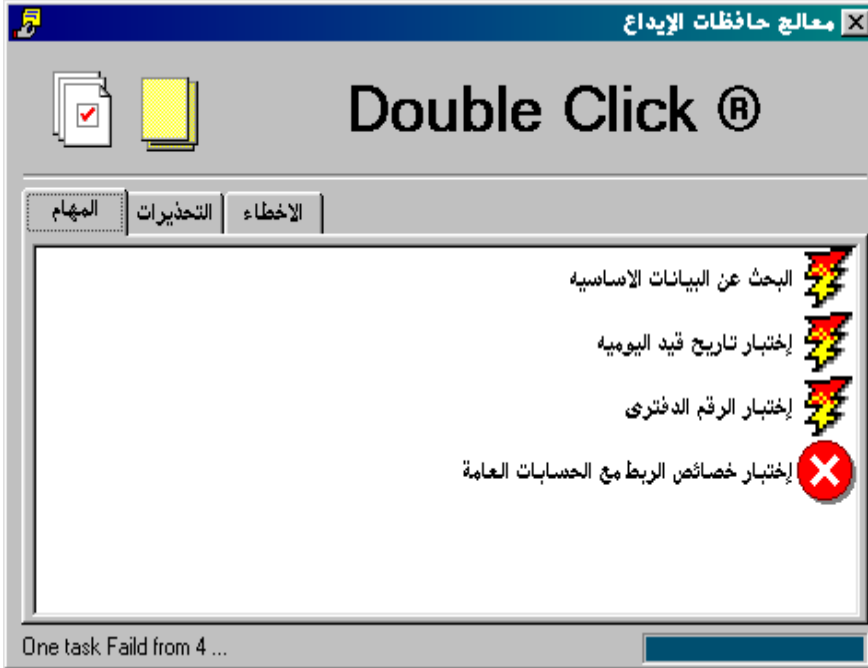 معالج حافظات الإيداع
Double Click ®
المهام
التحذيرات
الاخطاء
البحث عن البيانات الاساسيه
إختبار تاريخ قيد اليوميه
إختبار الرقم الدفترى
إختبار خصائص الربط مع الحسابات العامة
One task Faild from 4 ...